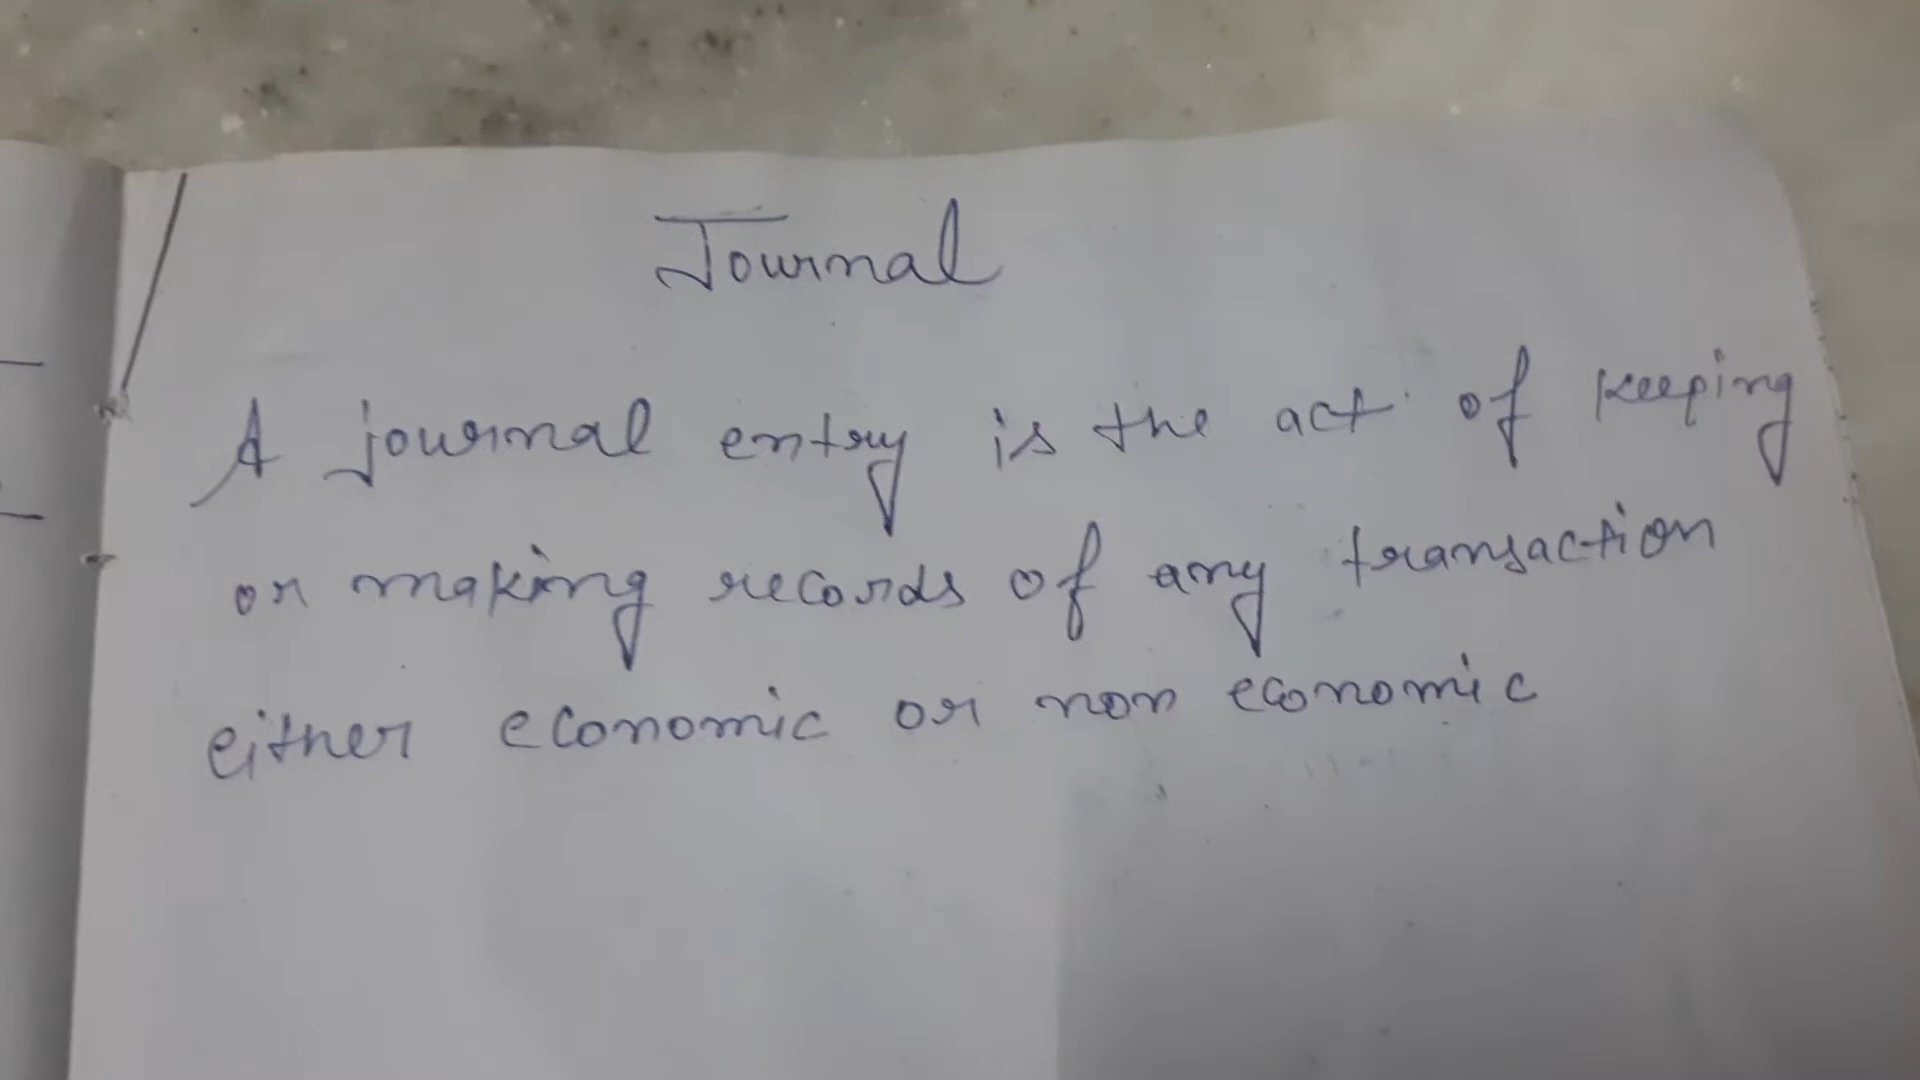 Journal
A journal entry is the act of keeping
or making records of any transaction
either economic or non economic